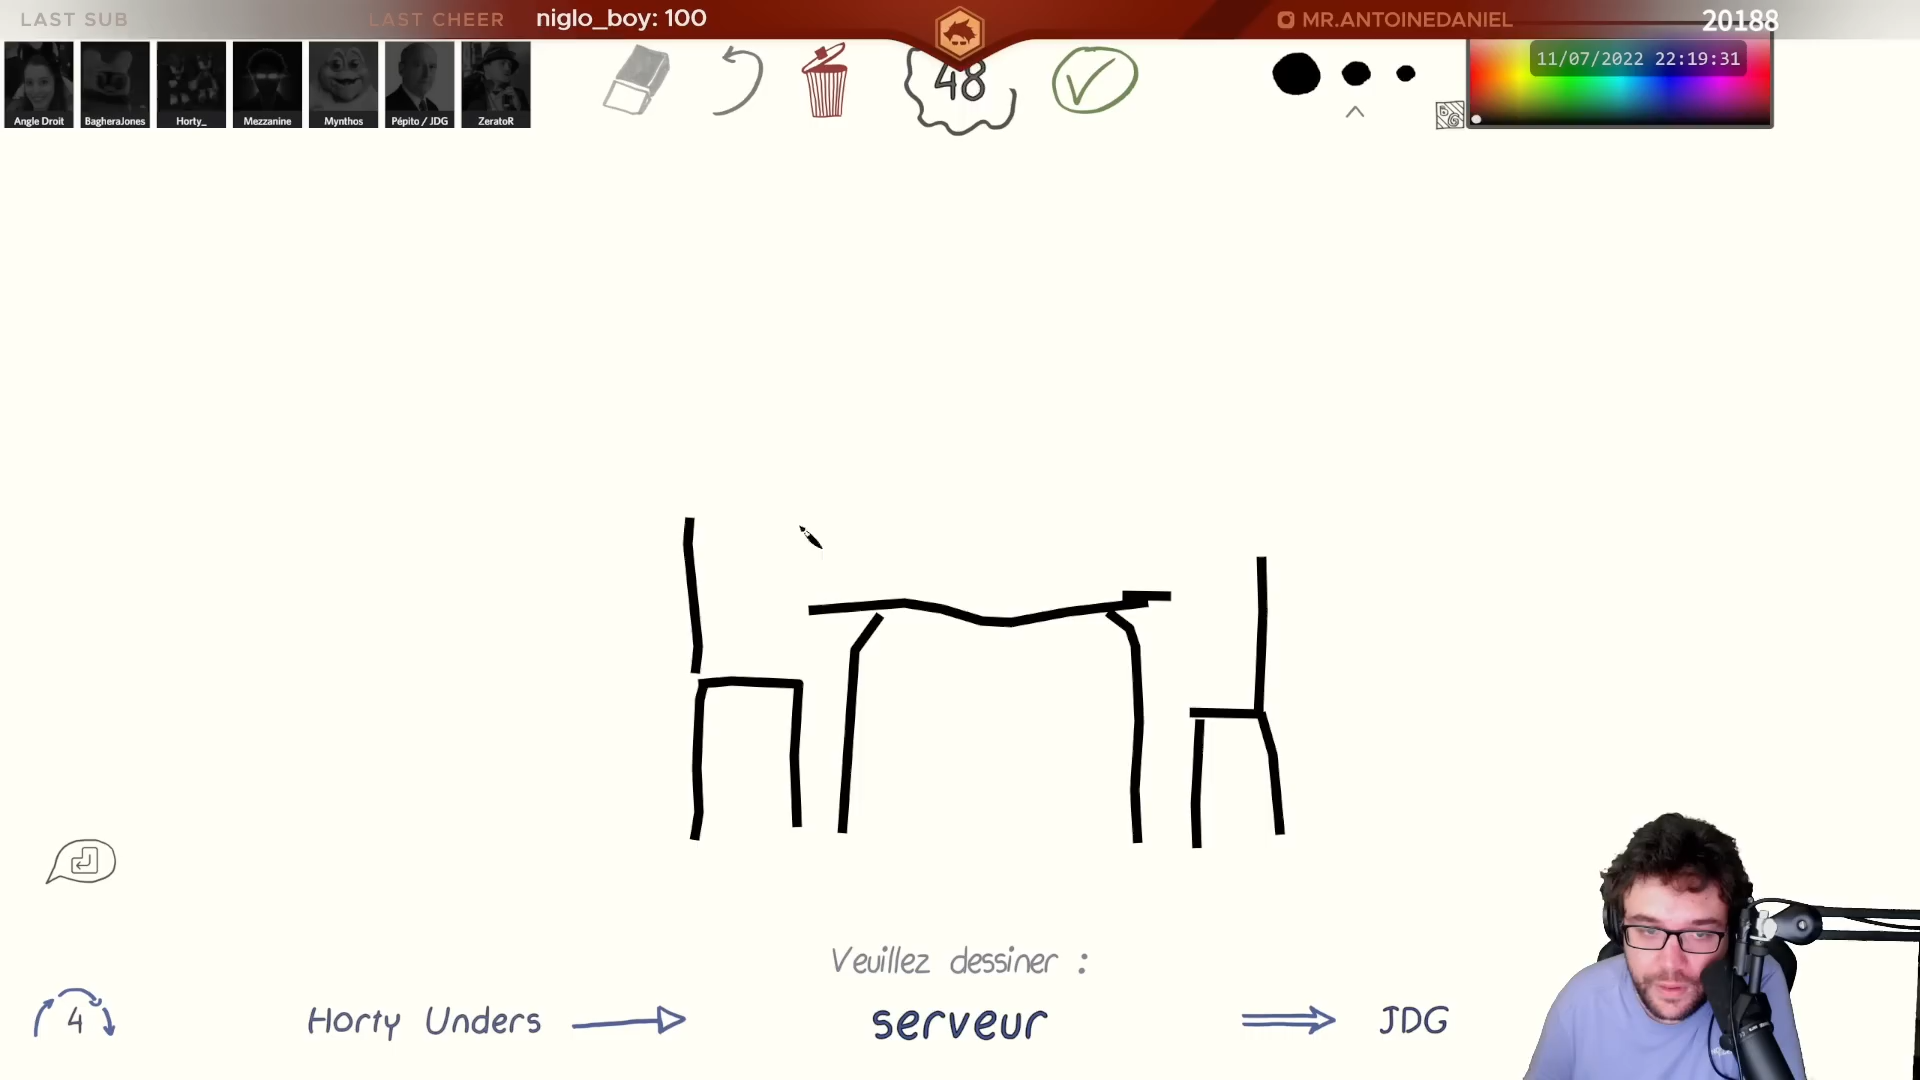 LAST SUB
LAST CHEER
niglo_boy: 100
MR.ANTOINEDANIEL
20188
11/07/2022 22:19:31
48
Angle Droit
BagheraJones
Horty_
Mezzanine
Mynthos
Pépito / JDG
ZeratoR
BG
Veuillez dessiner :
4
Horty Unders
serveur
JDG